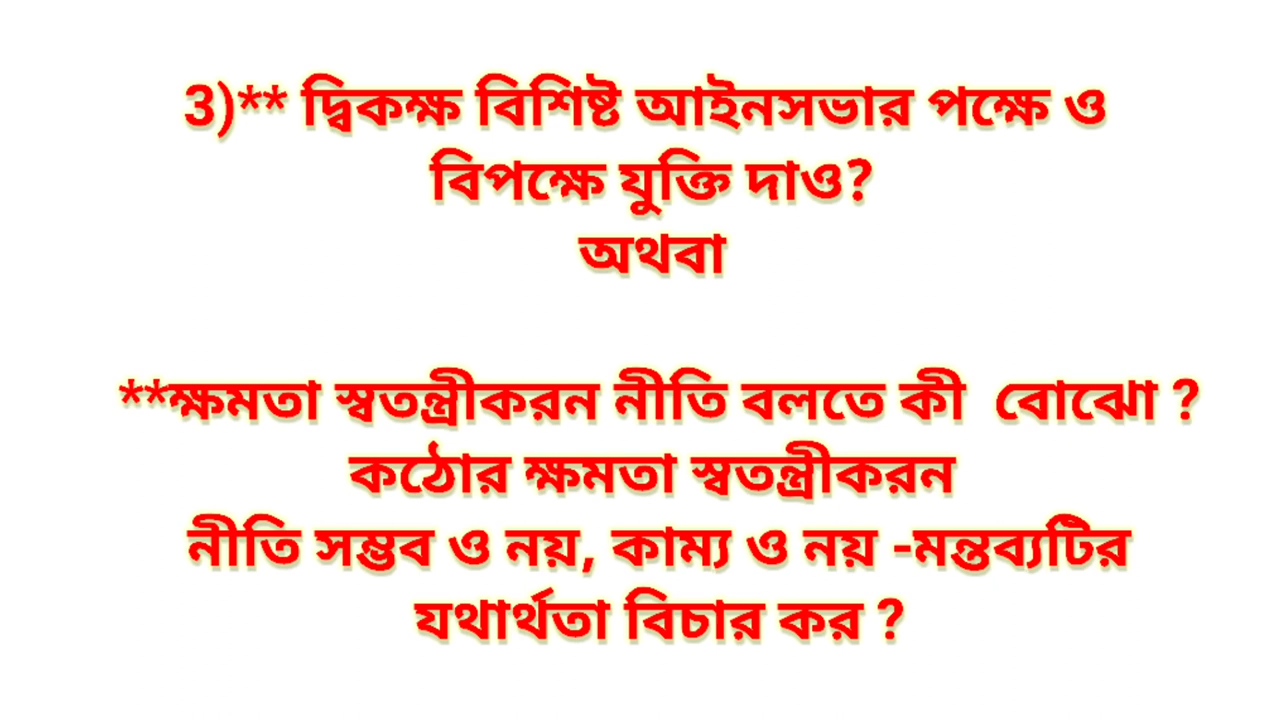 3)** দ্বিকক্ষ বিশিষ্ট আইনসভার পক্ষে ও
বিপক্ষে যুক্তি দাও?
অথবা
**ক্ষমতা স্বতন্ত্রীকরন নীতি বলতে কী বোঝো ?
কঠোর ক্ষমতা স্বতন্ত্রীকরন
নীতি সম্ভব ও নয়, কাম্য ও নয় -মন্তব্যটির
যথার্থতা বিচার কর ?